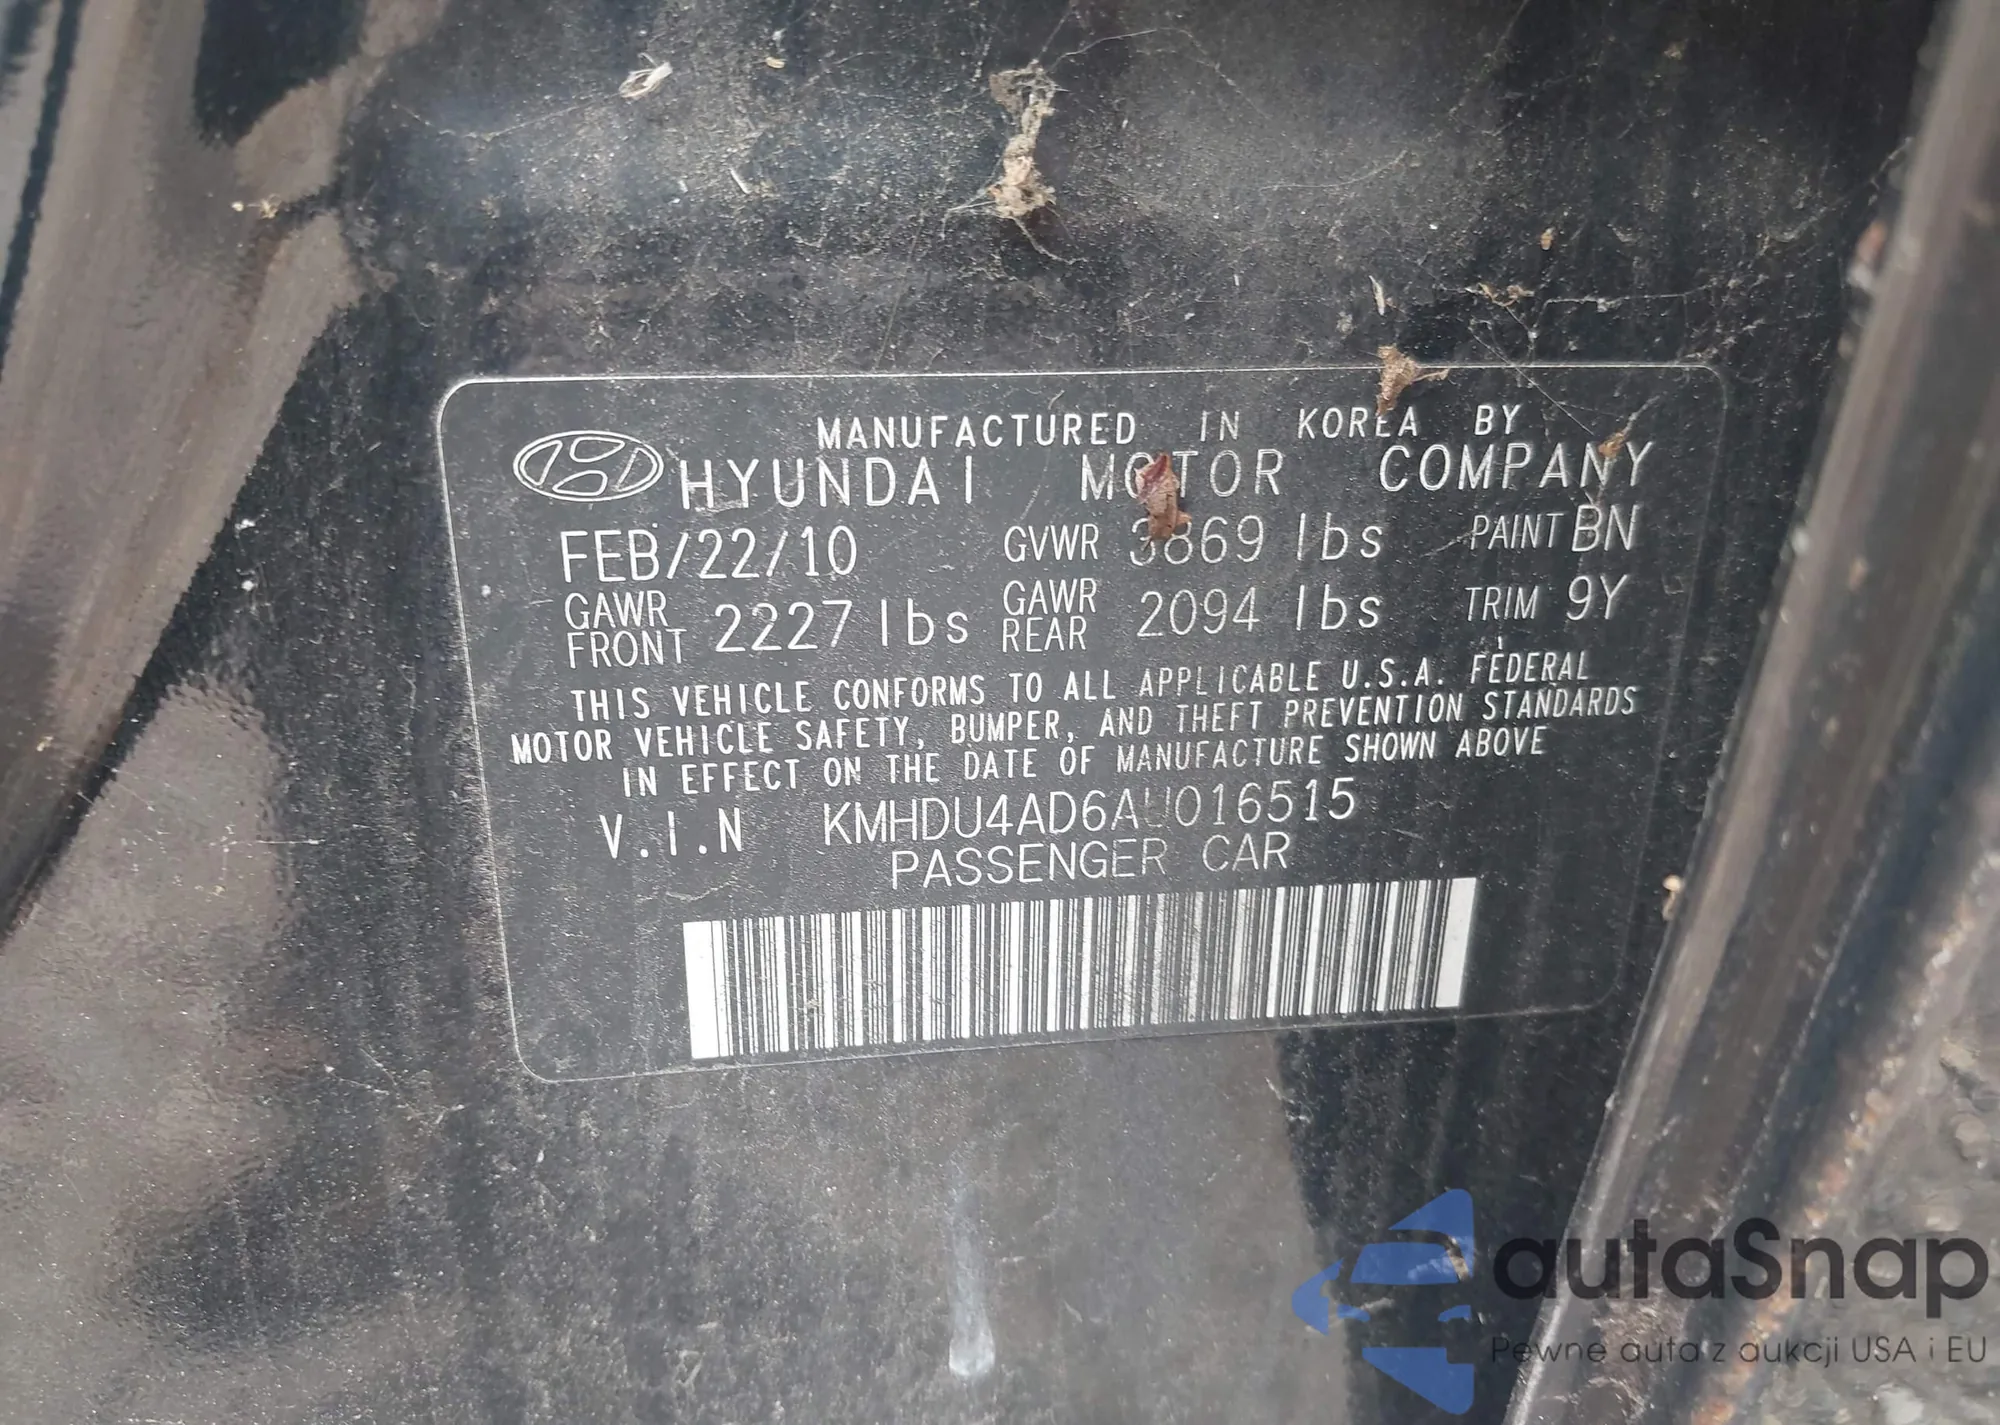 MANUFACTURED IN KOREA BY
HYUNDAI MOTOR COMPANY
FEB/22/10 GVWR 3869 lbs PAINT BN
GAWR FRONT 2227 lbs GAWR REAR 2094 lbs TRIM 9Y
THIS VEHICLE CONFORMS TO ALL APPLICABLE U.S.A. FEDERAL
MOTOR VEHICLE SAFETY, BUMPER, AND THEFT PREVENTION STANDARDS
IN EFFECT ON THE DATE OF MANUFACTURE SHOWN ABOVE
V.I.N KMHDU4AD6AU016515
PASSENGER CAR
autaSnap
Pewne auta z aukcji USA i EU